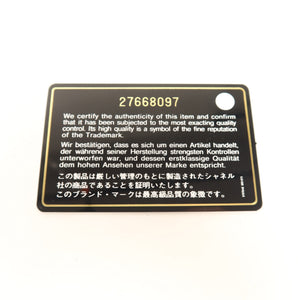 27668097
We certify the authenticity of this item and confirm
that it has been subjected to the most exacting quality
control. Its high quality is a symbol of the fine reputation
of the Trademark.
Wir bestätigen, dass es sich um einen Artikel handelt,
der während seiner Herstellung strengsten Kontrollen
unterworfen war, und dessen erstklassige Qualität
dem hohen Ansehen unserer Marke entspricht.
この製品は厳しい管理のもとに製造されたシャネル
社の商品であることを証明いたします。
このブランド・マークは最高級品質の象徴です。